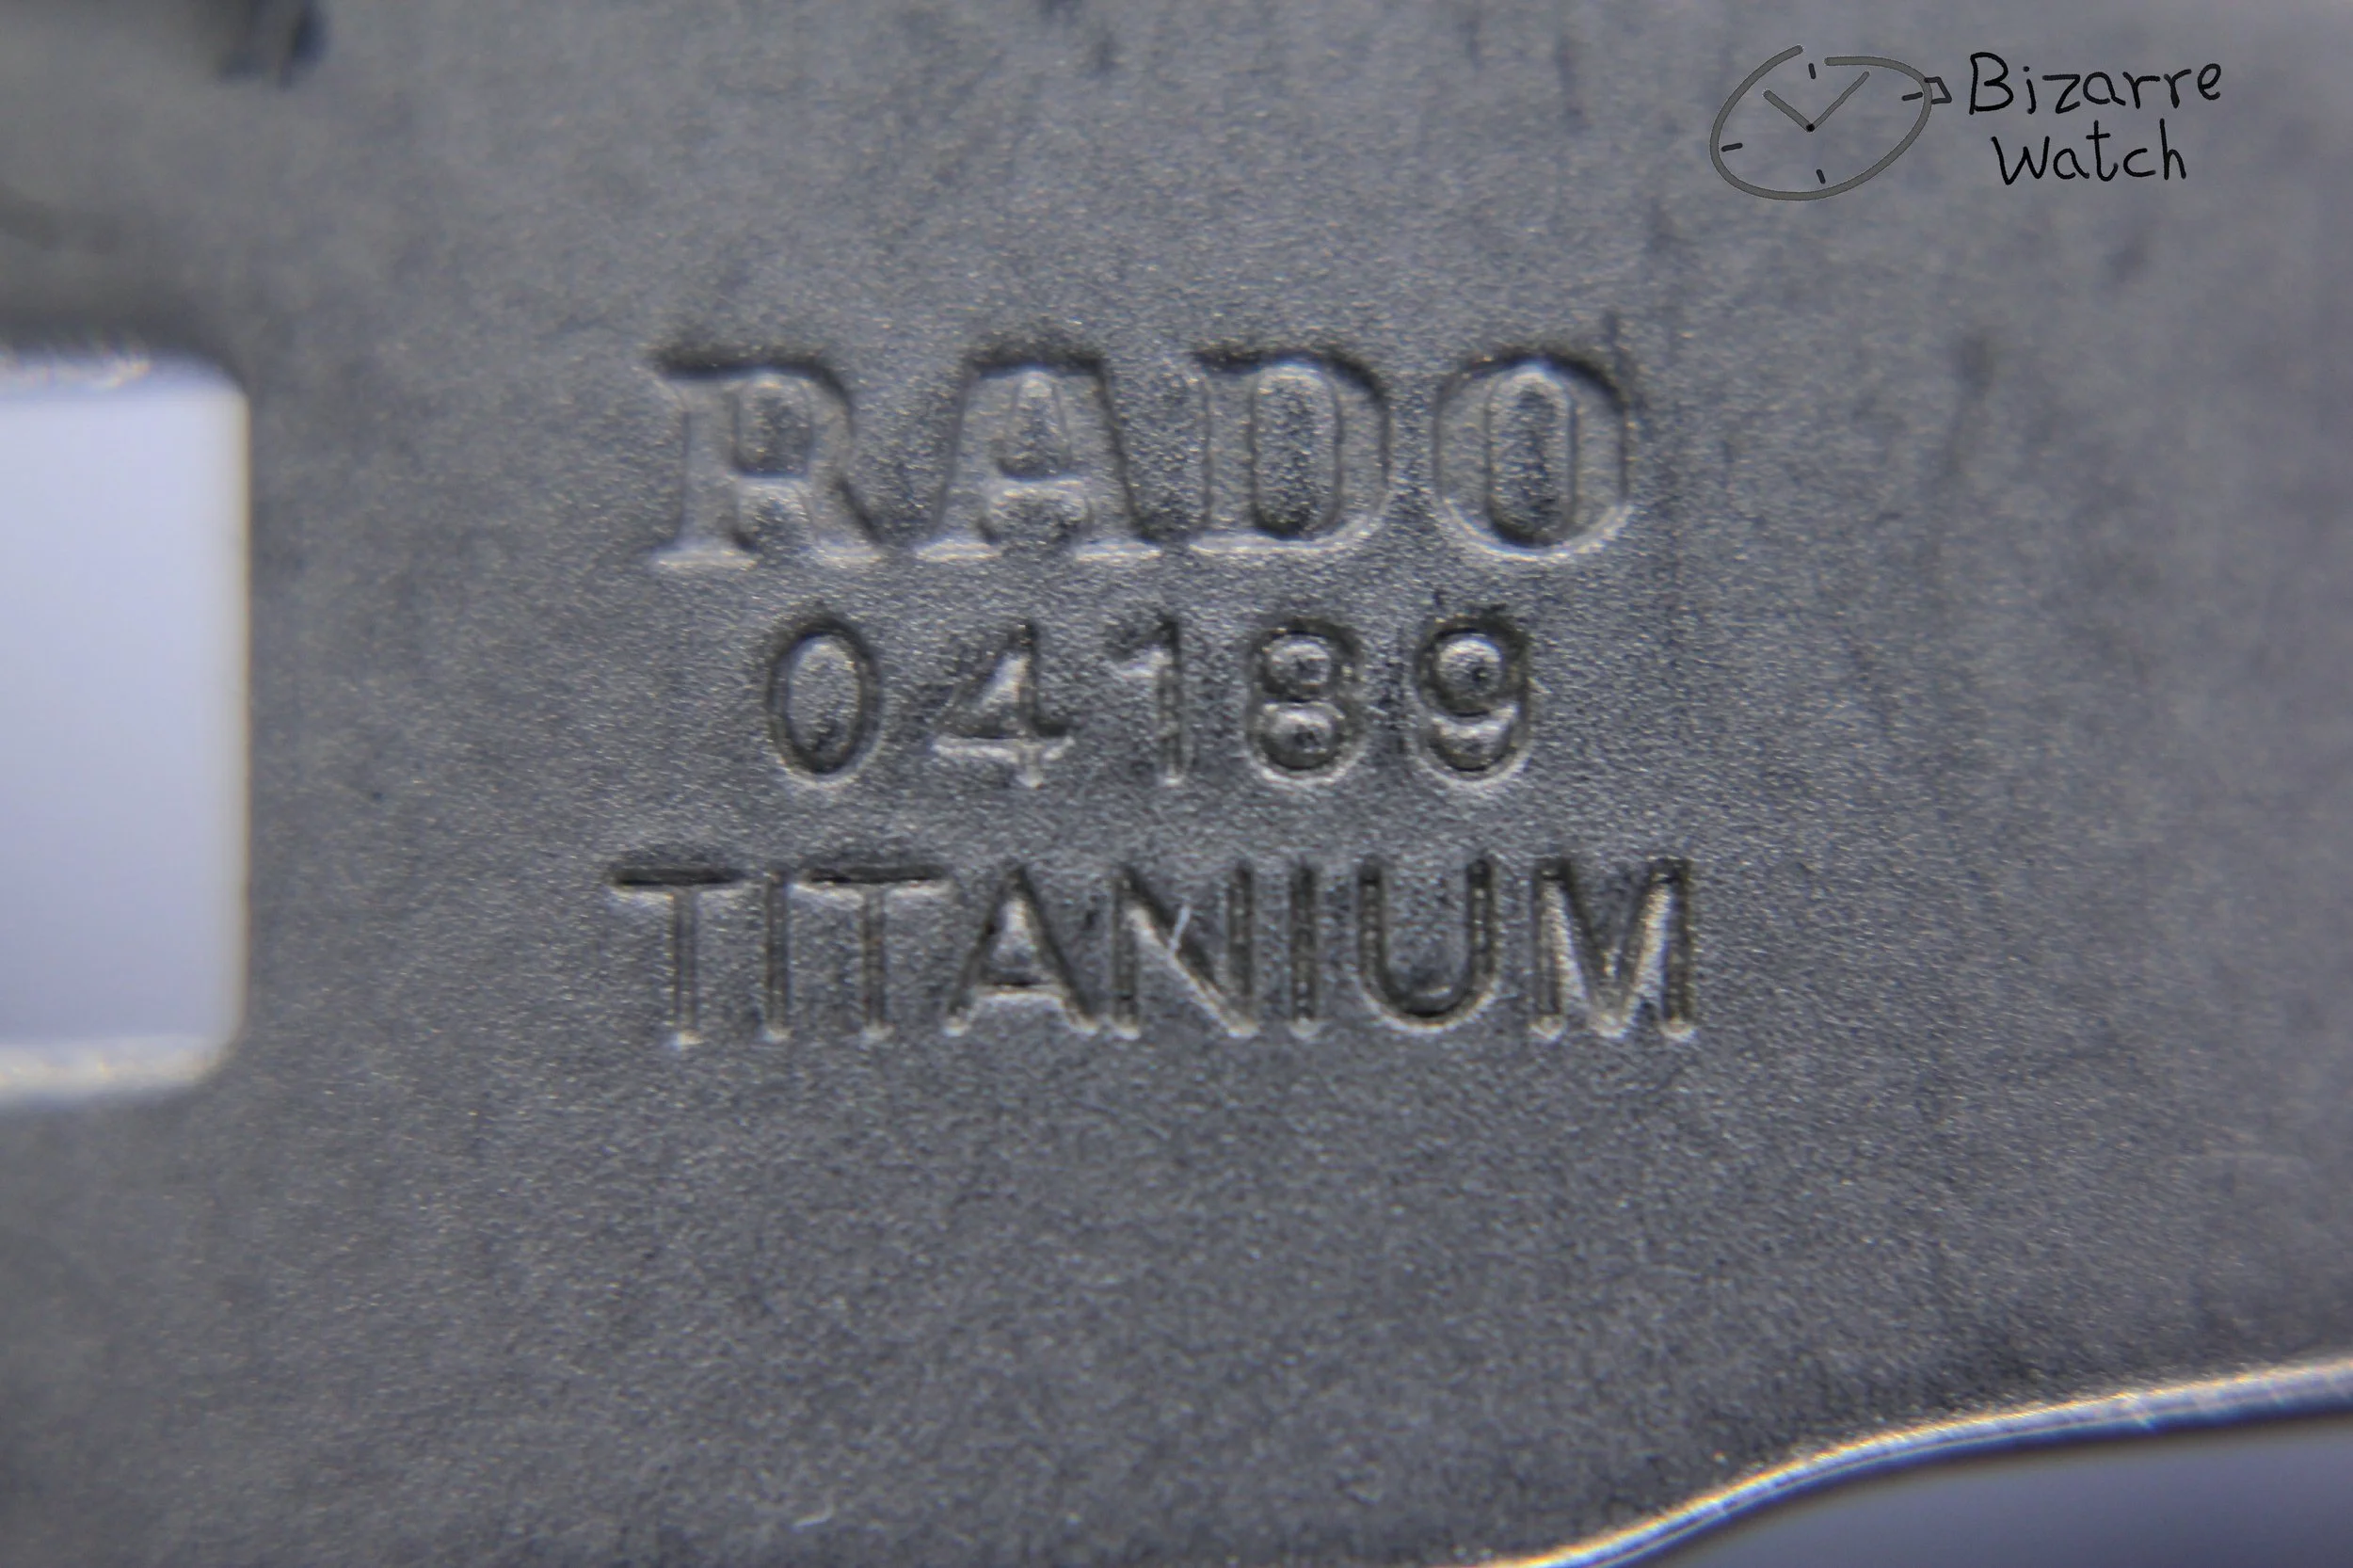 Bizarre
Watch
RADO
04189
TITANIUM